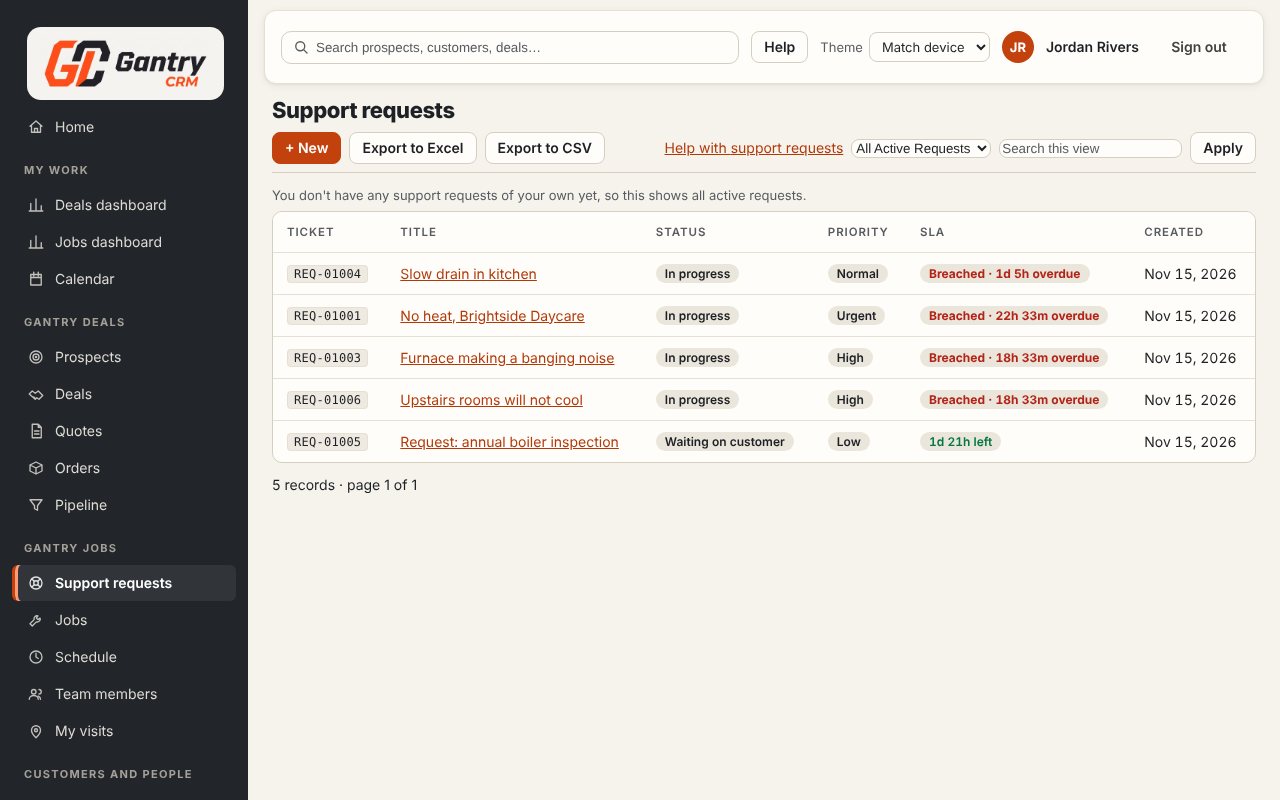 Gantry
CRM
Home
MY WORK
Deals dashboard
Jobs dashboard
Calendar
GANTRY DEALS
Prospects
Deals
Quotes
Orders
Pipeline
GANTRY JOBS
Support requests
Jobs
Schedule
Team members
My visits
CUSTOMERS AND PEOPLE
Search prospects, customers, deals… Help Theme Match device JR Jordan Rivers Sign out
Support requests
+ New Export to Excel Export to CSV Help with support requests All Active Requests Search this view Apply
You don't have any support requests of your own yet, so this shows all active requests.
TICKET TITLE STATUS PRIORITY SLA CREATED
REQ-01004 Slow drain in kitchen In progress Normal Breached · 1d 5h overdue Nov 15, 2026
REQ-01001 No heat, Brightside Daycare In progress Urgent Breached · 22h 33m overdue Nov 15, 2026
REQ-01003 Furnace making a banging noise In progress High Breached · 18h 33m overdue Nov 15, 2026
REQ-01006 Upstairs rooms will not cool In progress High Breached · 18h 33m overdue Nov 15, 2026
REQ-01005 Request: annual boiler inspection Waiting on customer Low 1d 21h left Nov 15, 2026
5 records · page 1 of 1